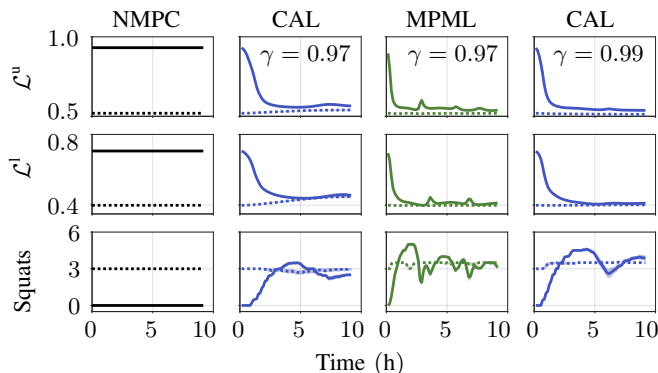 NMPC CAL MPML CAL
1.0
γ = 0.97 γ = 0.97 γ = 0.99
ℒᵘ
0.5
0.8
ℒˡ
0.4
6
Squats
3
0
0 5 10 0 5 10 0 5 10 0 5 10
Time (h)